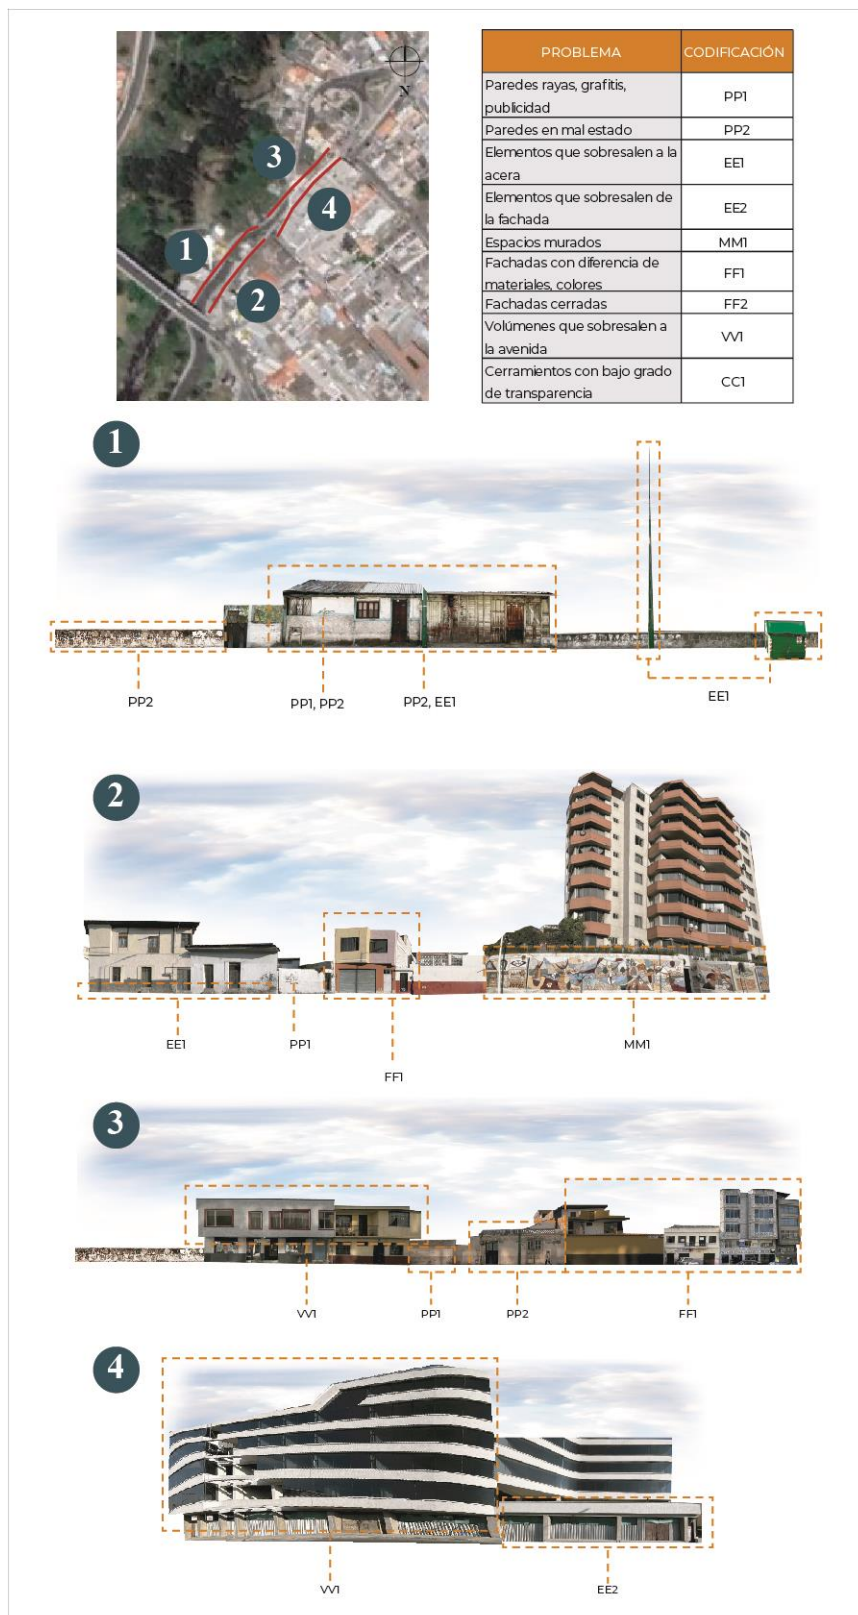 N
3
4
1
2
PROBLEMA CODIFICACIÓN
Paredes rayas, grafitis,
publicidad
PP1
Paredes en mal estado PP2
Elementos que sobresalen a la
acera
EE1
Elementos que sobresalen de
la fachada
EE2
Espacios murados MM1
Fachadas con diferencia de
materiales, colores
FF1
Fachadas cerradas FF2
Volúmenes que sobresalen a
la avenida
VV1
Cerramientos con bajo grado
de transparencia
CC1
1
PP2
PP1, PP2
PP2, EE1
EE1
2
EE1
PP1
FF1
MM1
3
VV1
PP1
PP2
FF1
4
VV1
EE2